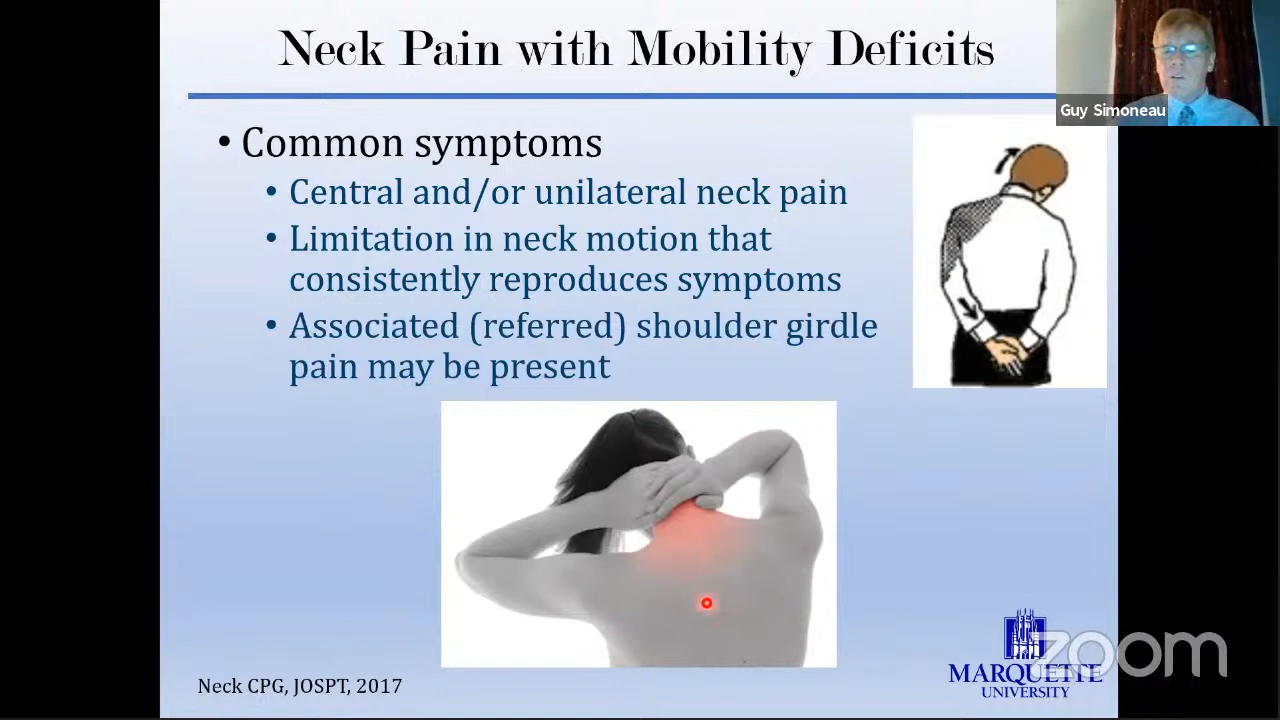 Neck Pain with Mobility Deficits
Guy Simoneau
• Common symptoms
• Central and/or unilateral neck pain
• Limitation in neck motion that
consistently reproduces symptoms
• Associated (referred) shoulder girdle
pain may be present
Neck CPG, JOSPT, 2017
MARQUETTE
UNIVERSITY
zoom